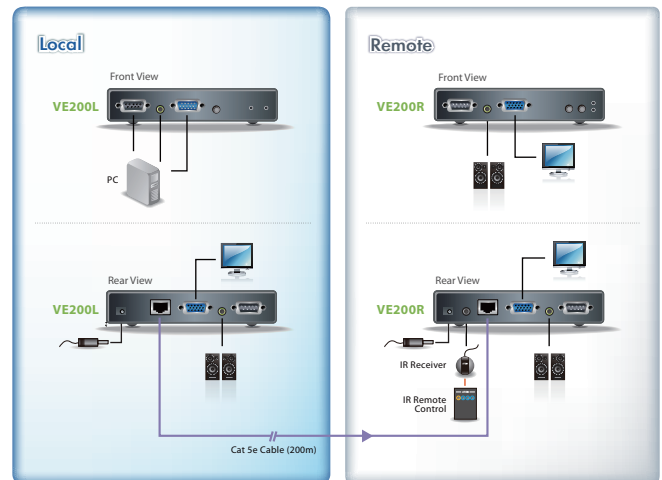 Local
Front View
VE200L
PC
Rear View
VE200L
Cat 5e Cable (200m)
Remote
Front View
VE200R
Rear View
VE200R
IR Receiver
IR Remote
Control